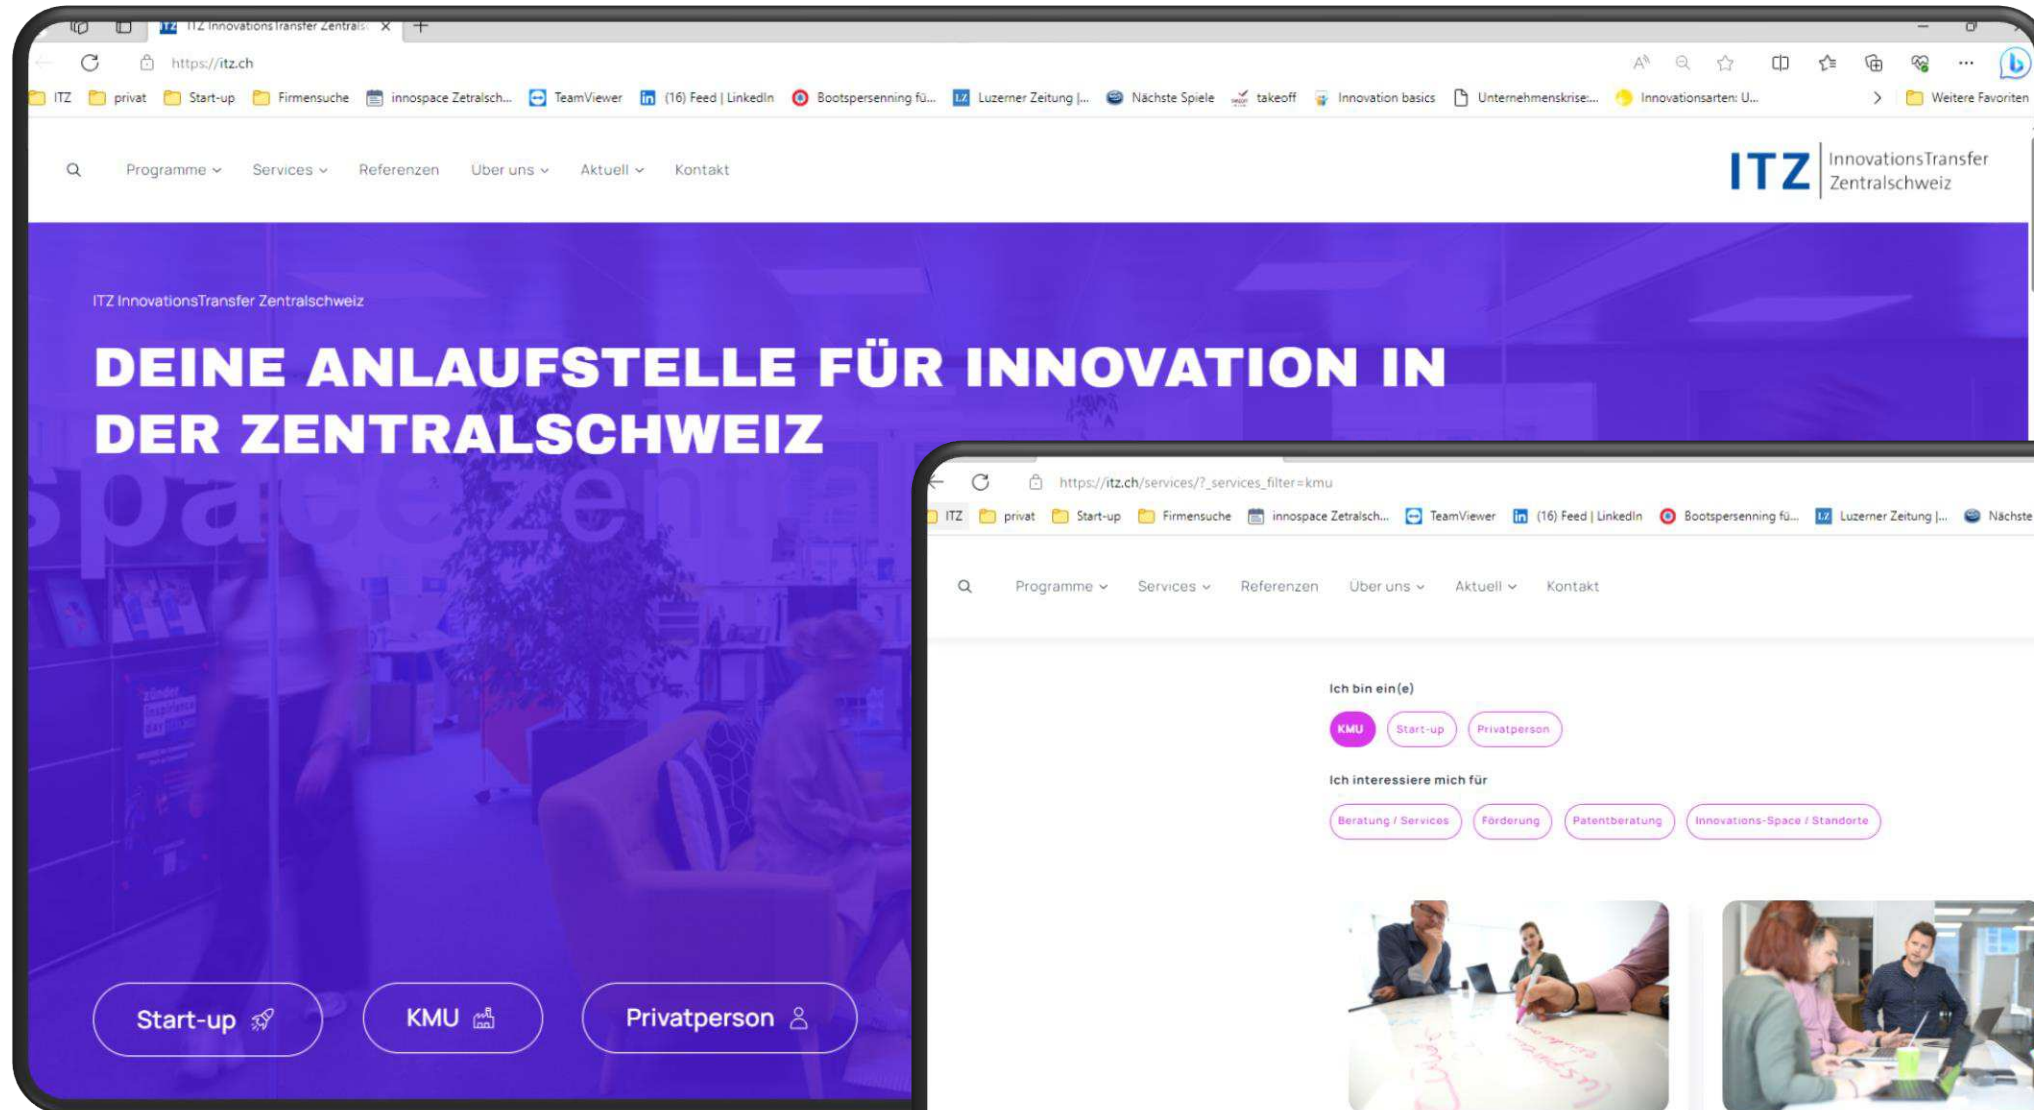 ITZ InnovationsTransfer Zentrals
https://itz.ch
ITZ privat Start-up Firmensuche innospace Zetralsch... TeamViewer (16) Feed | LinkedIn Bootspersenning fü... Luzerner Zeitung |... Nächste Spiele takeoff Innovation basics Unternehmenskrise:... Innovationsarten: U... Weitere Favoriten
Programme Services Referenzen Über uns Aktuell Kontakt
ITZ InnovationsTransfer
Zentralschweiz
ITZ InnovationsTransfer Zentralschweiz
DEINE ANLAUFSTELLE FÜR INNOVATION IN
DER ZENTRALSCHWEIZ
space zentra
zünder
inspirience
day
Start-up
KMU
Privatperson
https://itz.ch/services/?_services_filter=kmu
ITZ privat Start-up Firmensuche innospace Zetralsch... TeamViewer (16) Feed | LinkedIn Bootspersenning fü... Luzerner Zeitung |... Nächste
Programme Services Referenzen Über uns Aktuell Kontakt
Ich bin ein(e)
KMU Start-up Privatperson
Ich interessiere mich für
Beratung / Services Förderung Patentberatung Innovations-Space / Standorte